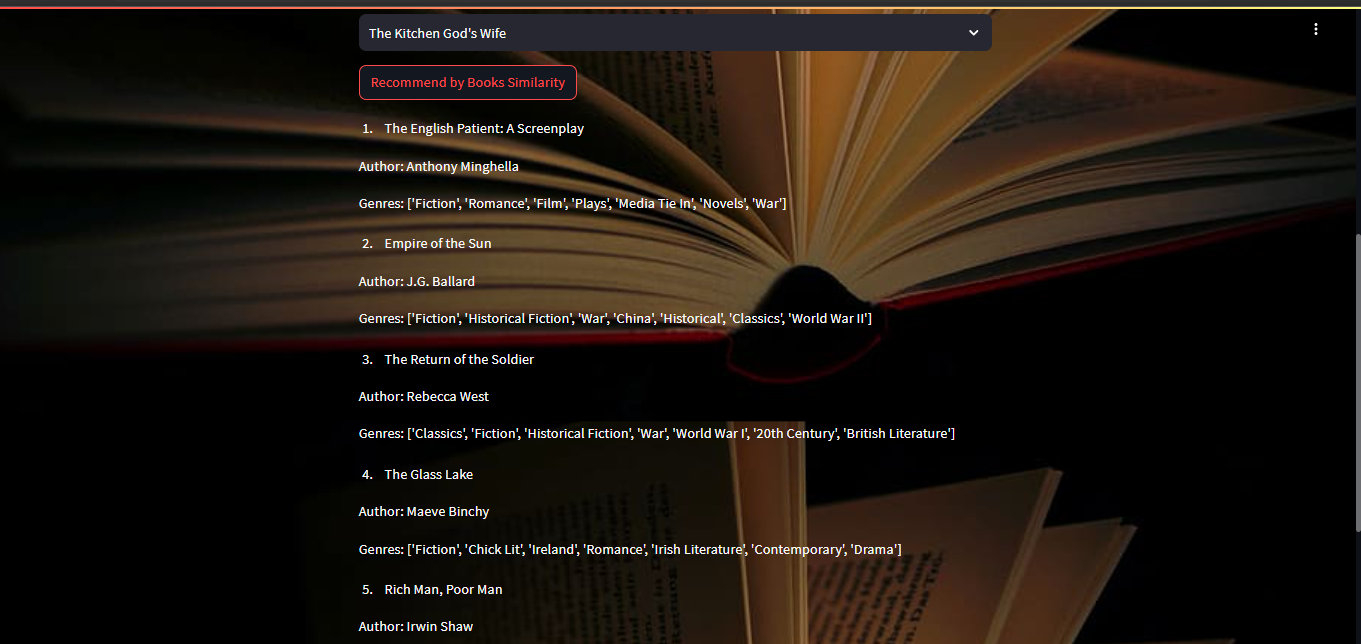 The Kitchen God's Wife
Recommend by Books Similarity
1. The English Patient: A Screenplay
Author: Anthony Minghella
Genres: ['Fiction', 'Romance', 'Film', 'Plays', 'Media Tie In', 'Novels', 'War']
2. Empire of the Sun
Author: J.G. Ballard
Genres: ['Fiction', 'Historical Fiction', 'War', 'China', 'Historical', 'Classics', 'World War II']
3. The Return of the Soldier
Author: Rebecca West
Genres: ['Classics', 'Fiction', 'Historical Fiction', 'War', 'World War I', '20th Century', 'British Literature']
4. The Glass Lake
Author: Maeve Binchy
Genres: ['Fiction', 'Chick Lit', 'Ireland', 'Romance', 'Irish Literature', 'Contemporary', 'Drama']
5. Rich Man, Poor Man
Author: Irwin Shaw